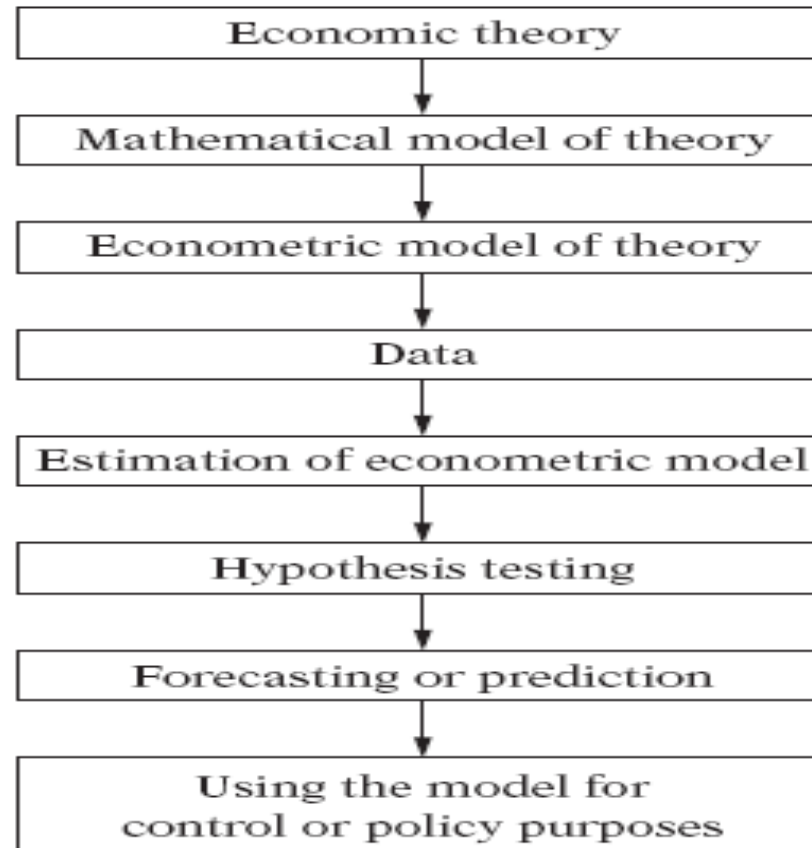 Economic theory
Mathematical model of theory
Econometric model of theory
Data
Estimation of econometric model
Hypothesis testing
Forecasting or prediction
Using the model for
control or policy purposes